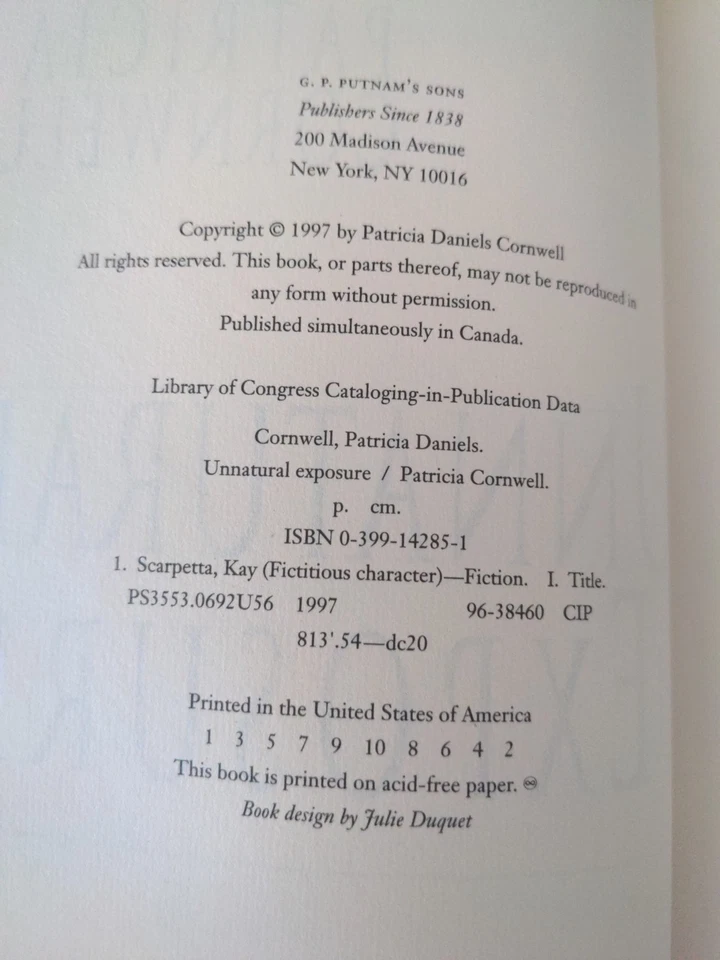 G. P. PUTNAM'S SONS
Publishers Since 1838
200 Madison Avenue
New York, NY 10016
Copyright © 1997 by Patricia Daniels Cornwell
All rights reserved. This book, or parts thereof, may not be reproduced in
any form without permission.
Published simultaneously in Canada.
Library of Congress Cataloging-in-Publication Data
Cornwell, Patricia Daniels.
Unnatural exposure / Patricia Cornwell.
p. cm.
ISBN 0-399-14285-1
1. Scarpetta, Kay (Fictitious character)—Fiction. I. Title.
PS3553.0692U56 1997 96-38460 CIP
813'.54—dc20
Printed in the United States of America
1 3 5 7 9 10 8 6 4 2
This book is printed on acid-free paper. ♾
Book design by Julie Duquet